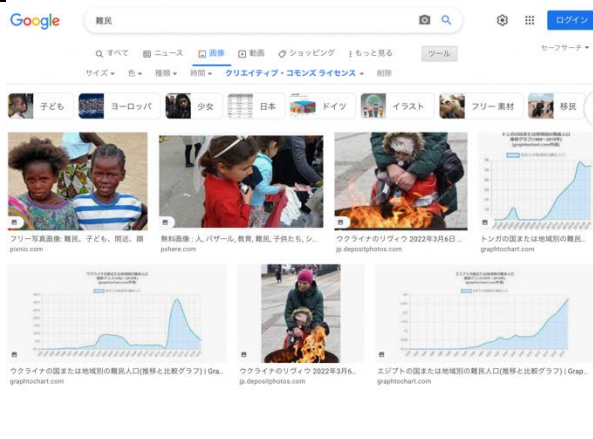 Google
難民
ログイン
すべて ニュース 画像 動画 ショッピング もっと見る ツール
セーフサーチ
サイズ 色 種類 時間 クリエイティブ・コモンズ ライセンス 削除
子ども ヨーロッパ 少女 日本 ドイツ イラスト フリー 素材 移民
フリー写真画像: 難民、子ども、間近、顔
pixnio.com
無料画像 : 人, バザール, 教育, 難民, 子供たち, シ...
pxhere.com
ウクライナのリヴィウ 2022年3月6日 ...
jp.depositphotos.com
トンガの国または地域別の難民...
graphtochart.com
ウクライナの国または地域別の難民人口(推移と比較グラフ) | Gra...
graphtochart.com
ウクライナのリヴィウ 2022年3月6...
jp.depositphotos.com
エジプトの国または地域別の難民人口(推移と比較グラフ) | Grap...
graphtochart.com